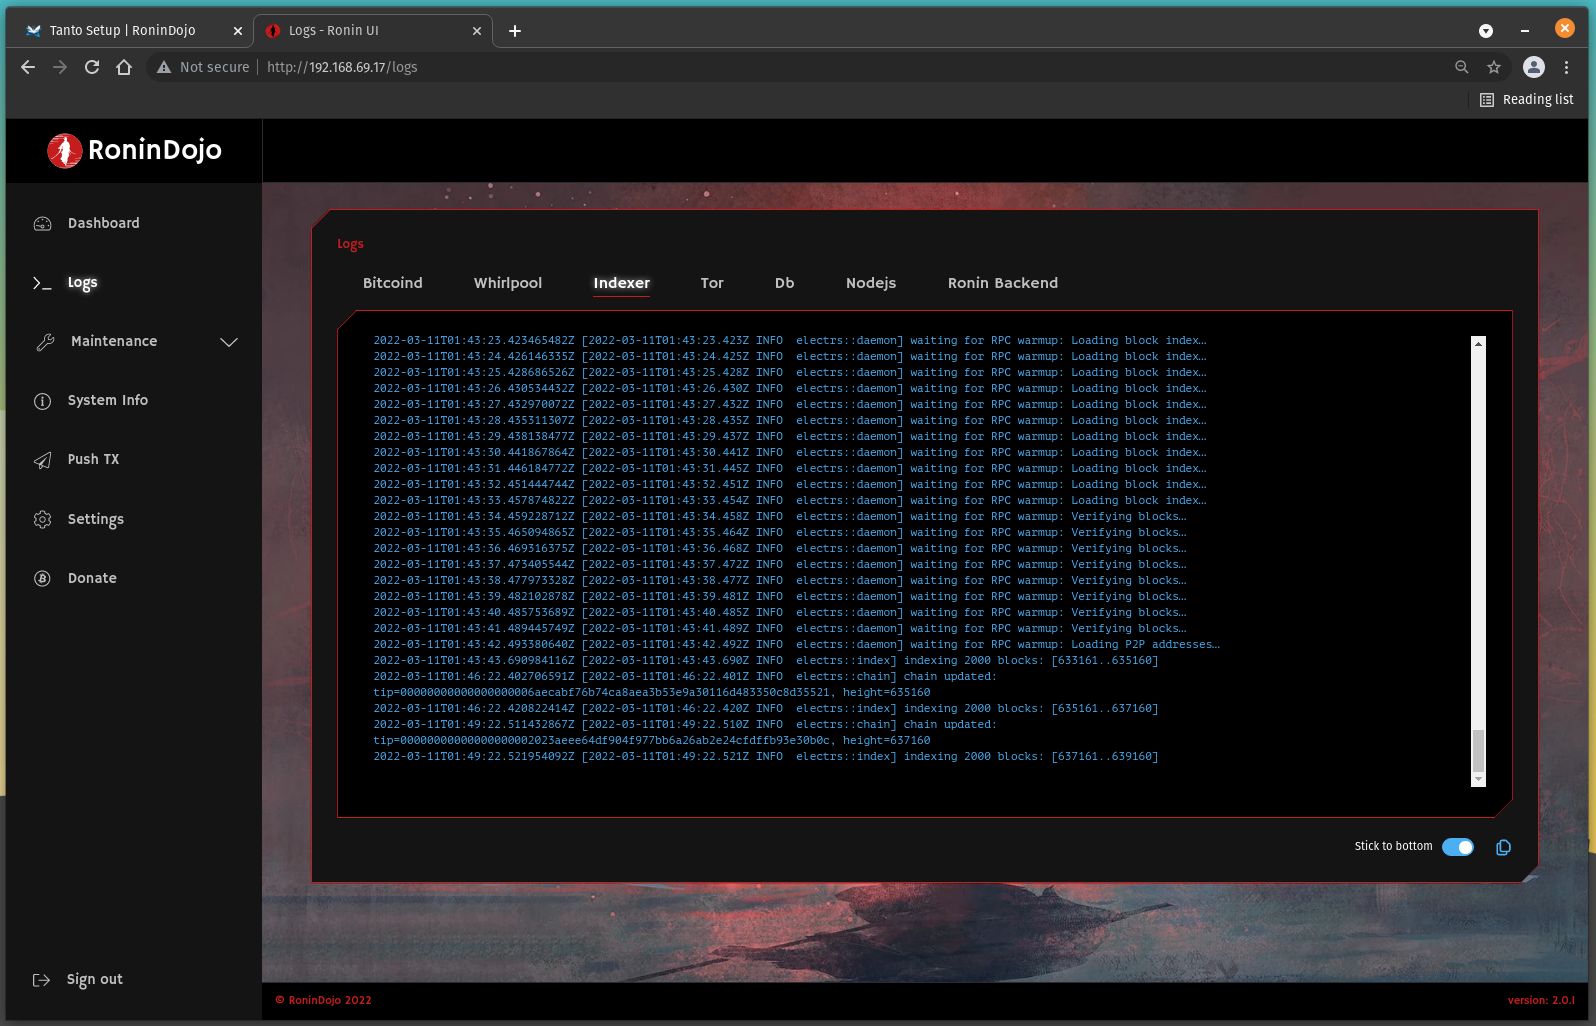 Tanto Setup | RoninDojo
Logs - Ronin UI
Not secure | http://192.168.69.17/logs
Reading list
RoninDojo
Dashboard
Logs
Maintenance
System Info
Push TX
Settings
Donate
Sign out
Logs
Bitcoind Whirlpool Indexer Tor Db Nodejs Ronin Backend
2022-03-11T01:43:23.423465482Z [2022-03-11T01:43:23.423Z INFO  electrs::daemon] waiting for RPC warmup: Loading block index…
2022-03-11T01:43:24.426146335Z [2022-03-11T01:43:24.425Z INFO  electrs::daemon] waiting for RPC warmup: Loading block index…
2022-03-11T01:43:25.428686526Z [2022-03-11T01:43:25.428Z INFO  electrs::daemon] waiting for RPC warmup: Loading block index…
2022-03-11T01:43:26.430534432Z [2022-03-11T01:43:26.430Z INFO  electrs::daemon] waiting for RPC warmup: Loading block index…
2022-03-11T01:43:27.432970072Z [2022-03-11T01:43:27.432Z INFO  electrs::daemon] waiting for RPC warmup: Loading block index…
2022-03-11T01:43:28.435311307Z [2022-03-11T01:43:28.435Z INFO  electrs::daemon] waiting for RPC warmup: Loading block index…
2022-03-11T01:43:29.438138477Z [2022-03-11T01:43:29.437Z INFO  electrs::daemon] waiting for RPC warmup: Loading block index…
2022-03-11T01:43:30.441867864Z [2022-03-11T01:43:30.441Z INFO  electrs::daemon] waiting for RPC warmup: Loading block index…
2022-03-11T01:43:31.446184772Z [2022-03-11T01:43:31.445Z INFO  electrs::daemon] waiting for RPC warmup: Loading block index…
2022-03-11T01:43:32.451444744Z [2022-03-11T01:43:32.451Z INFO  electrs::daemon] waiting for RPC warmup: Loading block index…
2022-03-11T01:43:33.457874822Z [2022-03-11T01:43:33.454Z INFO  electrs::daemon] waiting for RPC warmup: Loading block index…
2022-03-11T01:43:34.459228712Z [2022-03-11T01:43:34.458Z INFO  electrs::daemon] waiting for RPC warmup: Verifying blocks…
2022-03-11T01:43:35.465094865Z [2022-03-11T01:43:35.464Z INFO  electrs::daemon] waiting for RPC warmup: Verifying blocks…
2022-03-11T01:43:36.469316375Z [2022-03-11T01:43:36.468Z INFO  electrs::daemon] waiting for RPC warmup: Verifying blocks…
2022-03-11T01:43:37.473405544Z [2022-03-11T01:43:37.472Z INFO  electrs::daemon] waiting for RPC warmup: Verifying blocks…
2022-03-11T01:43:38.477973328Z [2022-03-11T01:43:38.477Z INFO  electrs::daemon] waiting for RPC warmup: Verifying blocks…
2022-03-11T01:43:39.482102878Z [2022-03-11T01:43:39.481Z INFO  electrs::daemon] waiting for RPC warmup: Verifying blocks…
2022-03-11T01:43:40.485753689Z [2022-03-11T01:43:40.485Z INFO  electrs::daemon] waiting for RPC warmup: Verifying blocks…
2022-03-11T01:43:41.489445749Z [2022-03-11T01:43:41.489Z INFO  electrs::daemon] waiting for RPC warmup: Verifying blocks…
2022-03-11T01:43:42.493380640Z [2022-03-11T01:43:42.492Z INFO  electrs::daemon] waiting for RPC warmup: Loading P2P addresses…
2022-03-11T01:43:43.690984116Z [2022-03-11T01:43:43.690Z INFO  electrs::index] indexing 2000 blocks: [633161..635160]
2022-03-11T01:46:22.402706591Z [2022-03-11T01:46:22.401Z INFO  electrs::chain] chain updated:
tip=00000000000000000006aecabf76b74ca8aea3b53e9a30116d483350c8d35521, height=635160
2022-03-11T01:46:22.420822414Z [2022-03-11T01:46:22.420Z INFO  electrs::index] indexing 2000 blocks: [635161..637160]
2022-03-11T01:49:22.511432867Z [2022-03-11T01:49:22.510Z INFO  electrs::chain] chain updated:
tip=00000000000000000002023aeee64df904f977bb6a26ab2e24cfdffb93e30b0c, height=637160
2022-03-11T01:49:22.521954092Z [2022-03-11T01:49:22.521Z INFO  electrs::index] indexing 2000 blocks: [637161..639160]
Stick to bottom
© RoninDojo 2022
version: 2.0.1